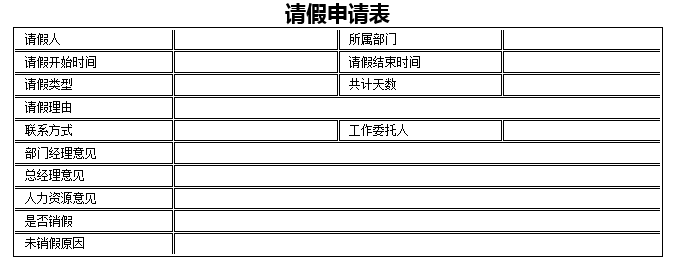 请假申请表
请假人 所属部门
请假开始时间 请假结束时间
请假类型 共计天数
请假理由
联系方式 工作委托人
部门经理意见
总经理意见
人力资源意见
是否销假
未销假原因